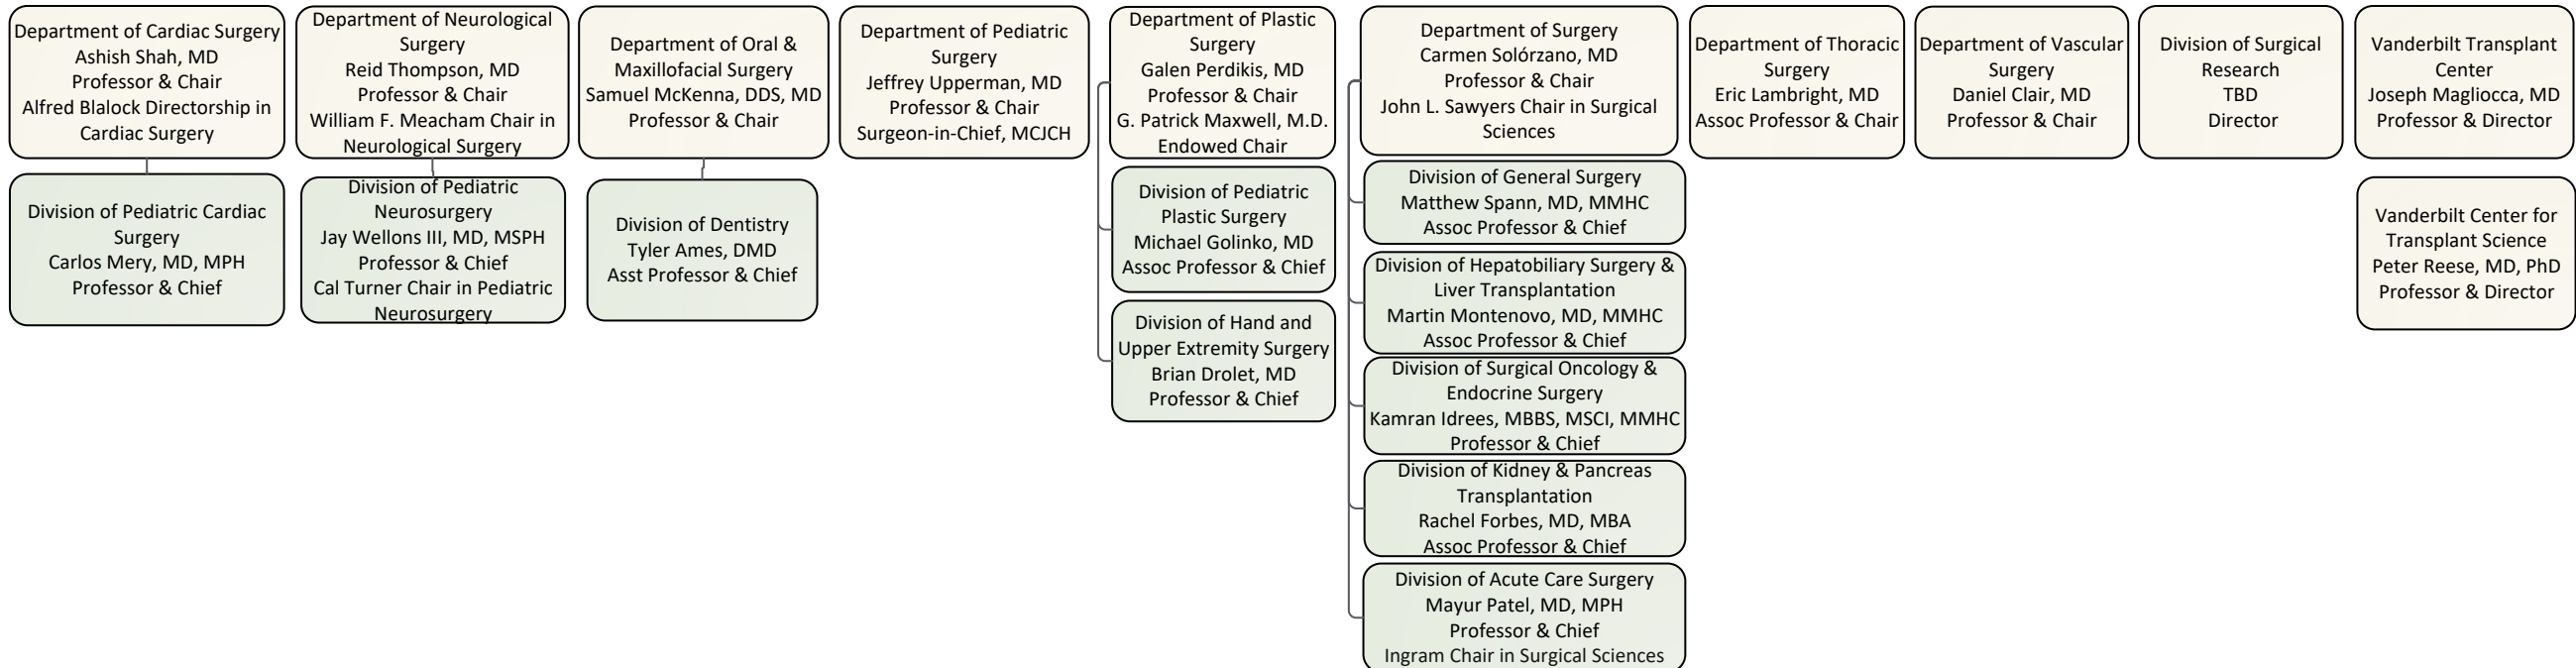 Department of Cardiac Surgery
Ashish Shah, MD
Professor & Chair
Alfred Blalock Directorship in
Cardiac Surgery
Division of Pediatric Cardiac
Surgery
Carlos Mery, MD, MPH
Professor & Chief
Department of Neurological
Surgery
Reid Thompson, MD
Professor & Chair
William F. Meacham Chair in
Neurological Surgery
Division of Pediatric
Neurosurgery
Jay Wellons III, MD, MSPH
Professor & Chief
Cal Turner Chair in Pediatric
Neurosurgery
Department of Oral &
Maxillofacial Surgery
Samuel McKenna, DDS, MD
Professor & Chair
Division of Dentistry
Tyler Ames, DMD
Asst Professor & Chief
Department of Pediatric
Surgery
Jeffrey Upperman, MD
Professor & Chair
Surgeon-in-Chief, MCJCH
Department of Plastic
Surgery
Galen Perdikis, MD
Professor & Chair
G. Patrick Maxwell, M.D.
Endowed Chair
Division of Pediatric
Plastic Surgery
Michael Golinko, MD
Assoc Professor & Chief
Division of Hand and
Upper Extremity Surgery
Brian Drolet, MD
Professor & Chief
Department of Surgery
Carmen Solórzano, MD
Professor & Chair
John L. Sawyers Chair in Surgical
Sciences
Division of General Surgery
Matthew Spann, MD, MMHC
Assoc Professor & Chief
Division of Hepatobiliary Surgery &
Liver Transplantation
Martin Montenovo, MD, MMHC
Assoc Professor & Chief
Division of Surgical Oncology &
Endocrine Surgery
Kamran Idrees, MBBS, MSCI, MMHC
Professor & Chief
Division of Kidney & Pancreas
Transplantation
Rachel Forbes, MD, MBA
Assoc Professor & Chief
Division of Acute Care Surgery
Mayur Patel, MD, MPH
Professor & Chief
Ingram Chair in Surgical Sciences
Department of Thoracic
Surgery
Eric Lambright, MD
Assoc Professor & Chair
Department of Vascular
Surgery
Daniel Clair, MD
Professor & Chair
Division of Surgical
Research
TBD
Director
Vanderbilt Transplant
Center
Joseph Magliocca, MD
Professor & Director
Vanderbilt Center for
Transplant Science
Peter Reese, MD, PhD
Professor & Director